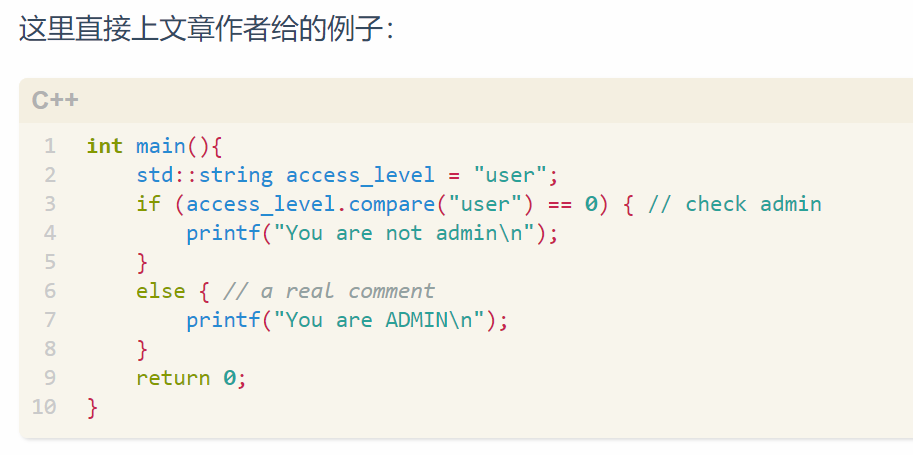 这里直接上文章作者给的例子：
C++
1 int main(){
2     std::string access_level = "user";
3     if (access_level.compare("user") == 0) { // check admin
4         printf("You are not admin\n");
5     }
6     else { // a real comment
7         printf("You are ADMIN\n");
8     }
9     return 0;
10 }